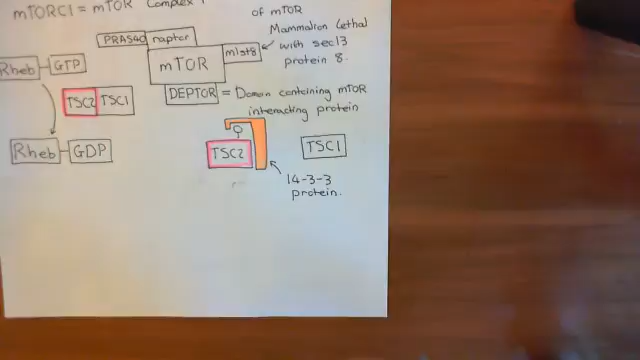 mTORC1 = mTOR Complex 1
of mTOR
PRAS40 raptor
mTOR
mlst8
Mammalian Lethal
with sec13
protein 8.
DEPTOR = Domain containing mTOR
interacting protein
Rheb GTP
TSC2 TSC1
Rheb GDP
P
TSC2
TSC1
14-3-3
protein.